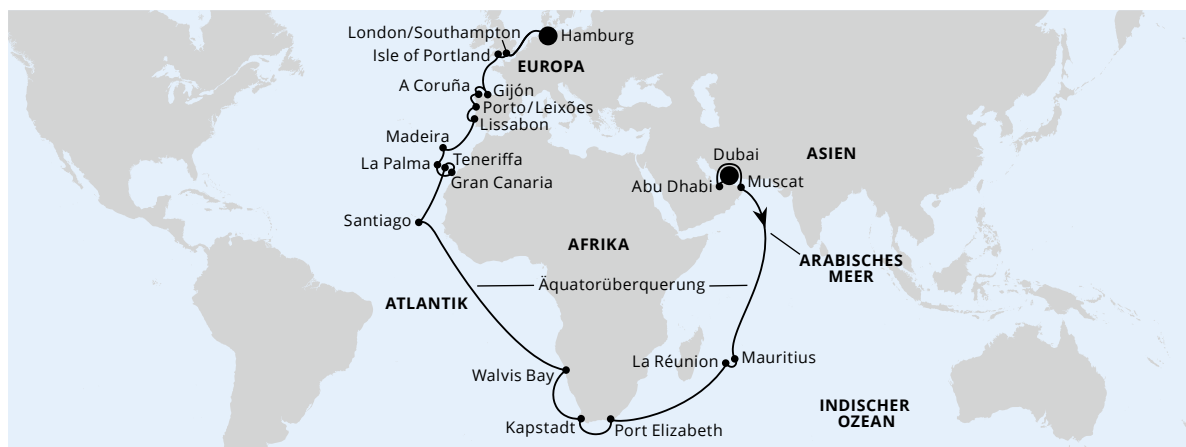 London/Southampton
Hamburg
Isle of Portland
EUROPA
A Coruña
Gijón
Porto/Leixões
Lissabon
Madeira
La Palma
Teneriffa
Gran Canaria
Dubai
ASIEN
Abu Dhabi
Muscat
Santiago
AFRIKA
ARABISCHES
MEER
Äquatorüberquerung
ATLANTIK
La Réunion
Mauritius
Walvis Bay
Kapstadt
Port Elizabeth
INDISCHER
OZEAN